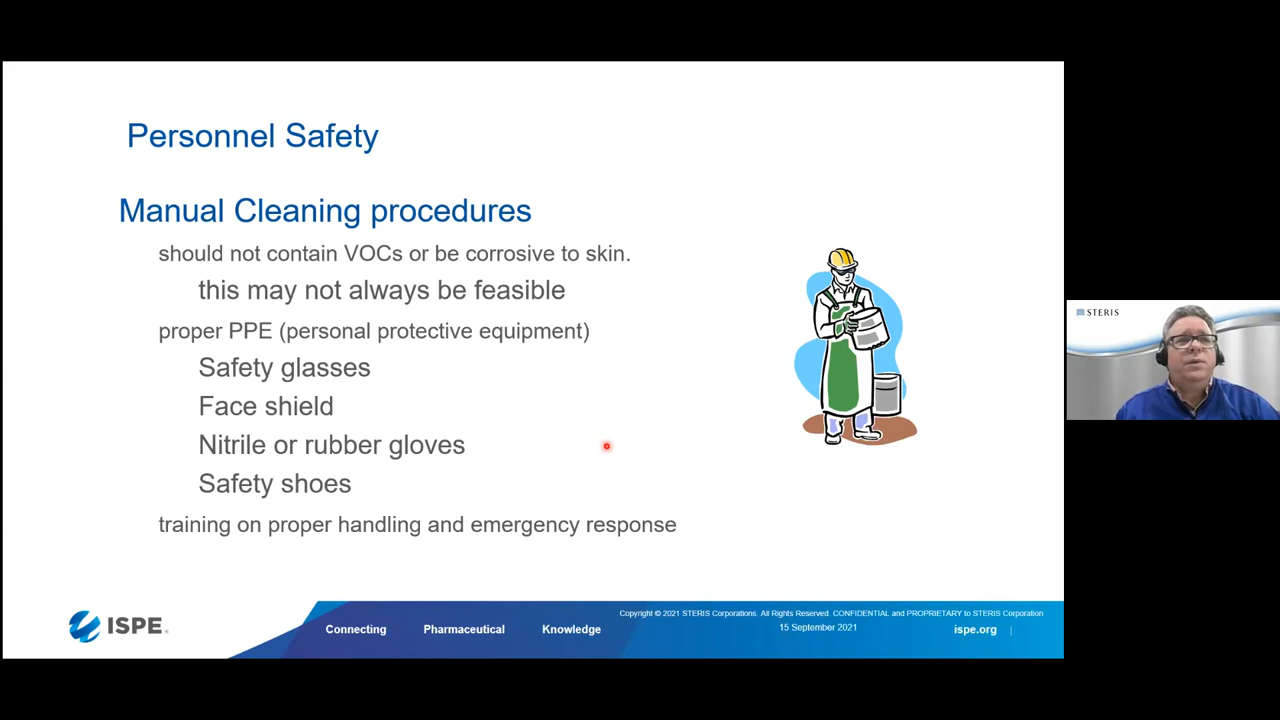 Personnel Safety
Manual Cleaning procedures
should not contain VOCs or be corrosive to skin.
this may not always be feasible
proper PPE (personal protective equipment)
Safety glasses
Face shield
Nitrile or rubber gloves
Safety shoes
training on proper handling and emergency response
STERIS
ISPE
Connecting Pharmaceutical Knowledge
Copyright © 2021 STERIS Corporations. All Rights Reserved. CONFIDENTIAL and PROPRIETARY to STERIS Corporation
15 September 2021
ispe.org |